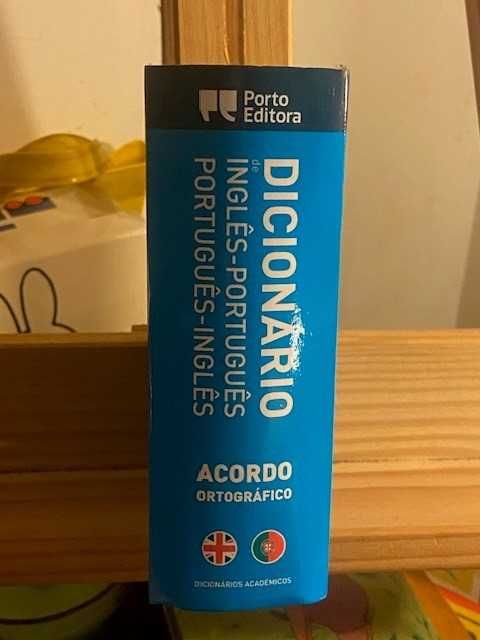 Porto
Editora
DICIONÁRIO
de
INGLÊS-PORTUGUÊS
PORTUGUÊS-INGLÊS
ACORDO
ORTOGRÁFICO
DICIONÁRIOS ACADÉMICOS